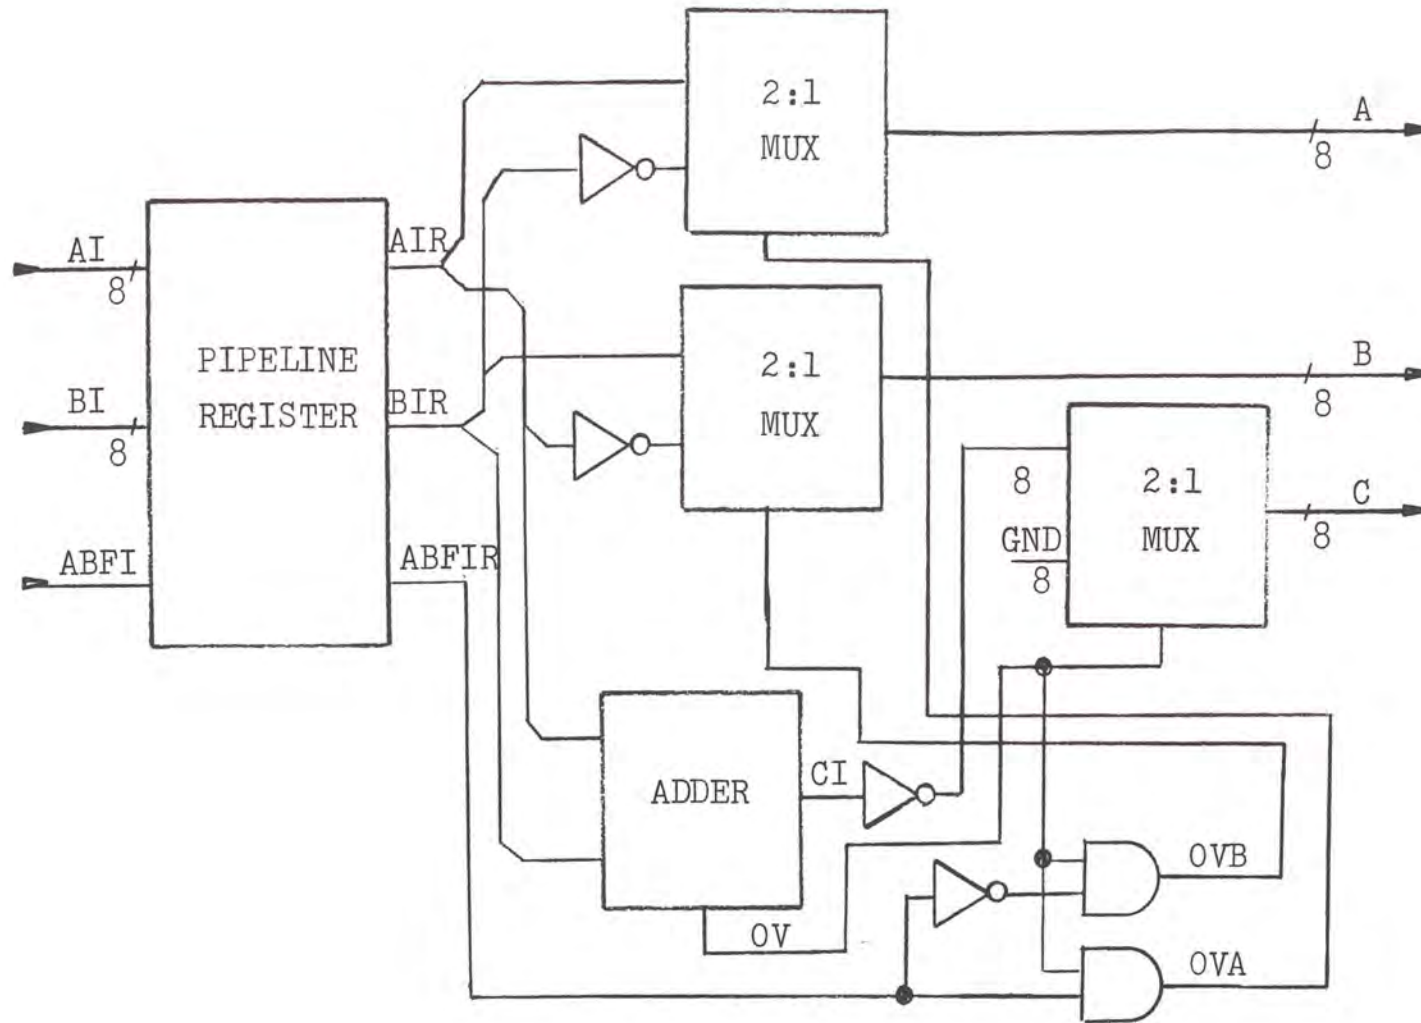 2:1
MUX
A
8
AI
8
AIR
PIPELINE
REGISTER
BI
8
BIR
2:1
MUX
B
8
8
2:1
MUX
C
8
GND
8
ABFI
ABFIR
ADDER
CI
OV
OVB
OVA